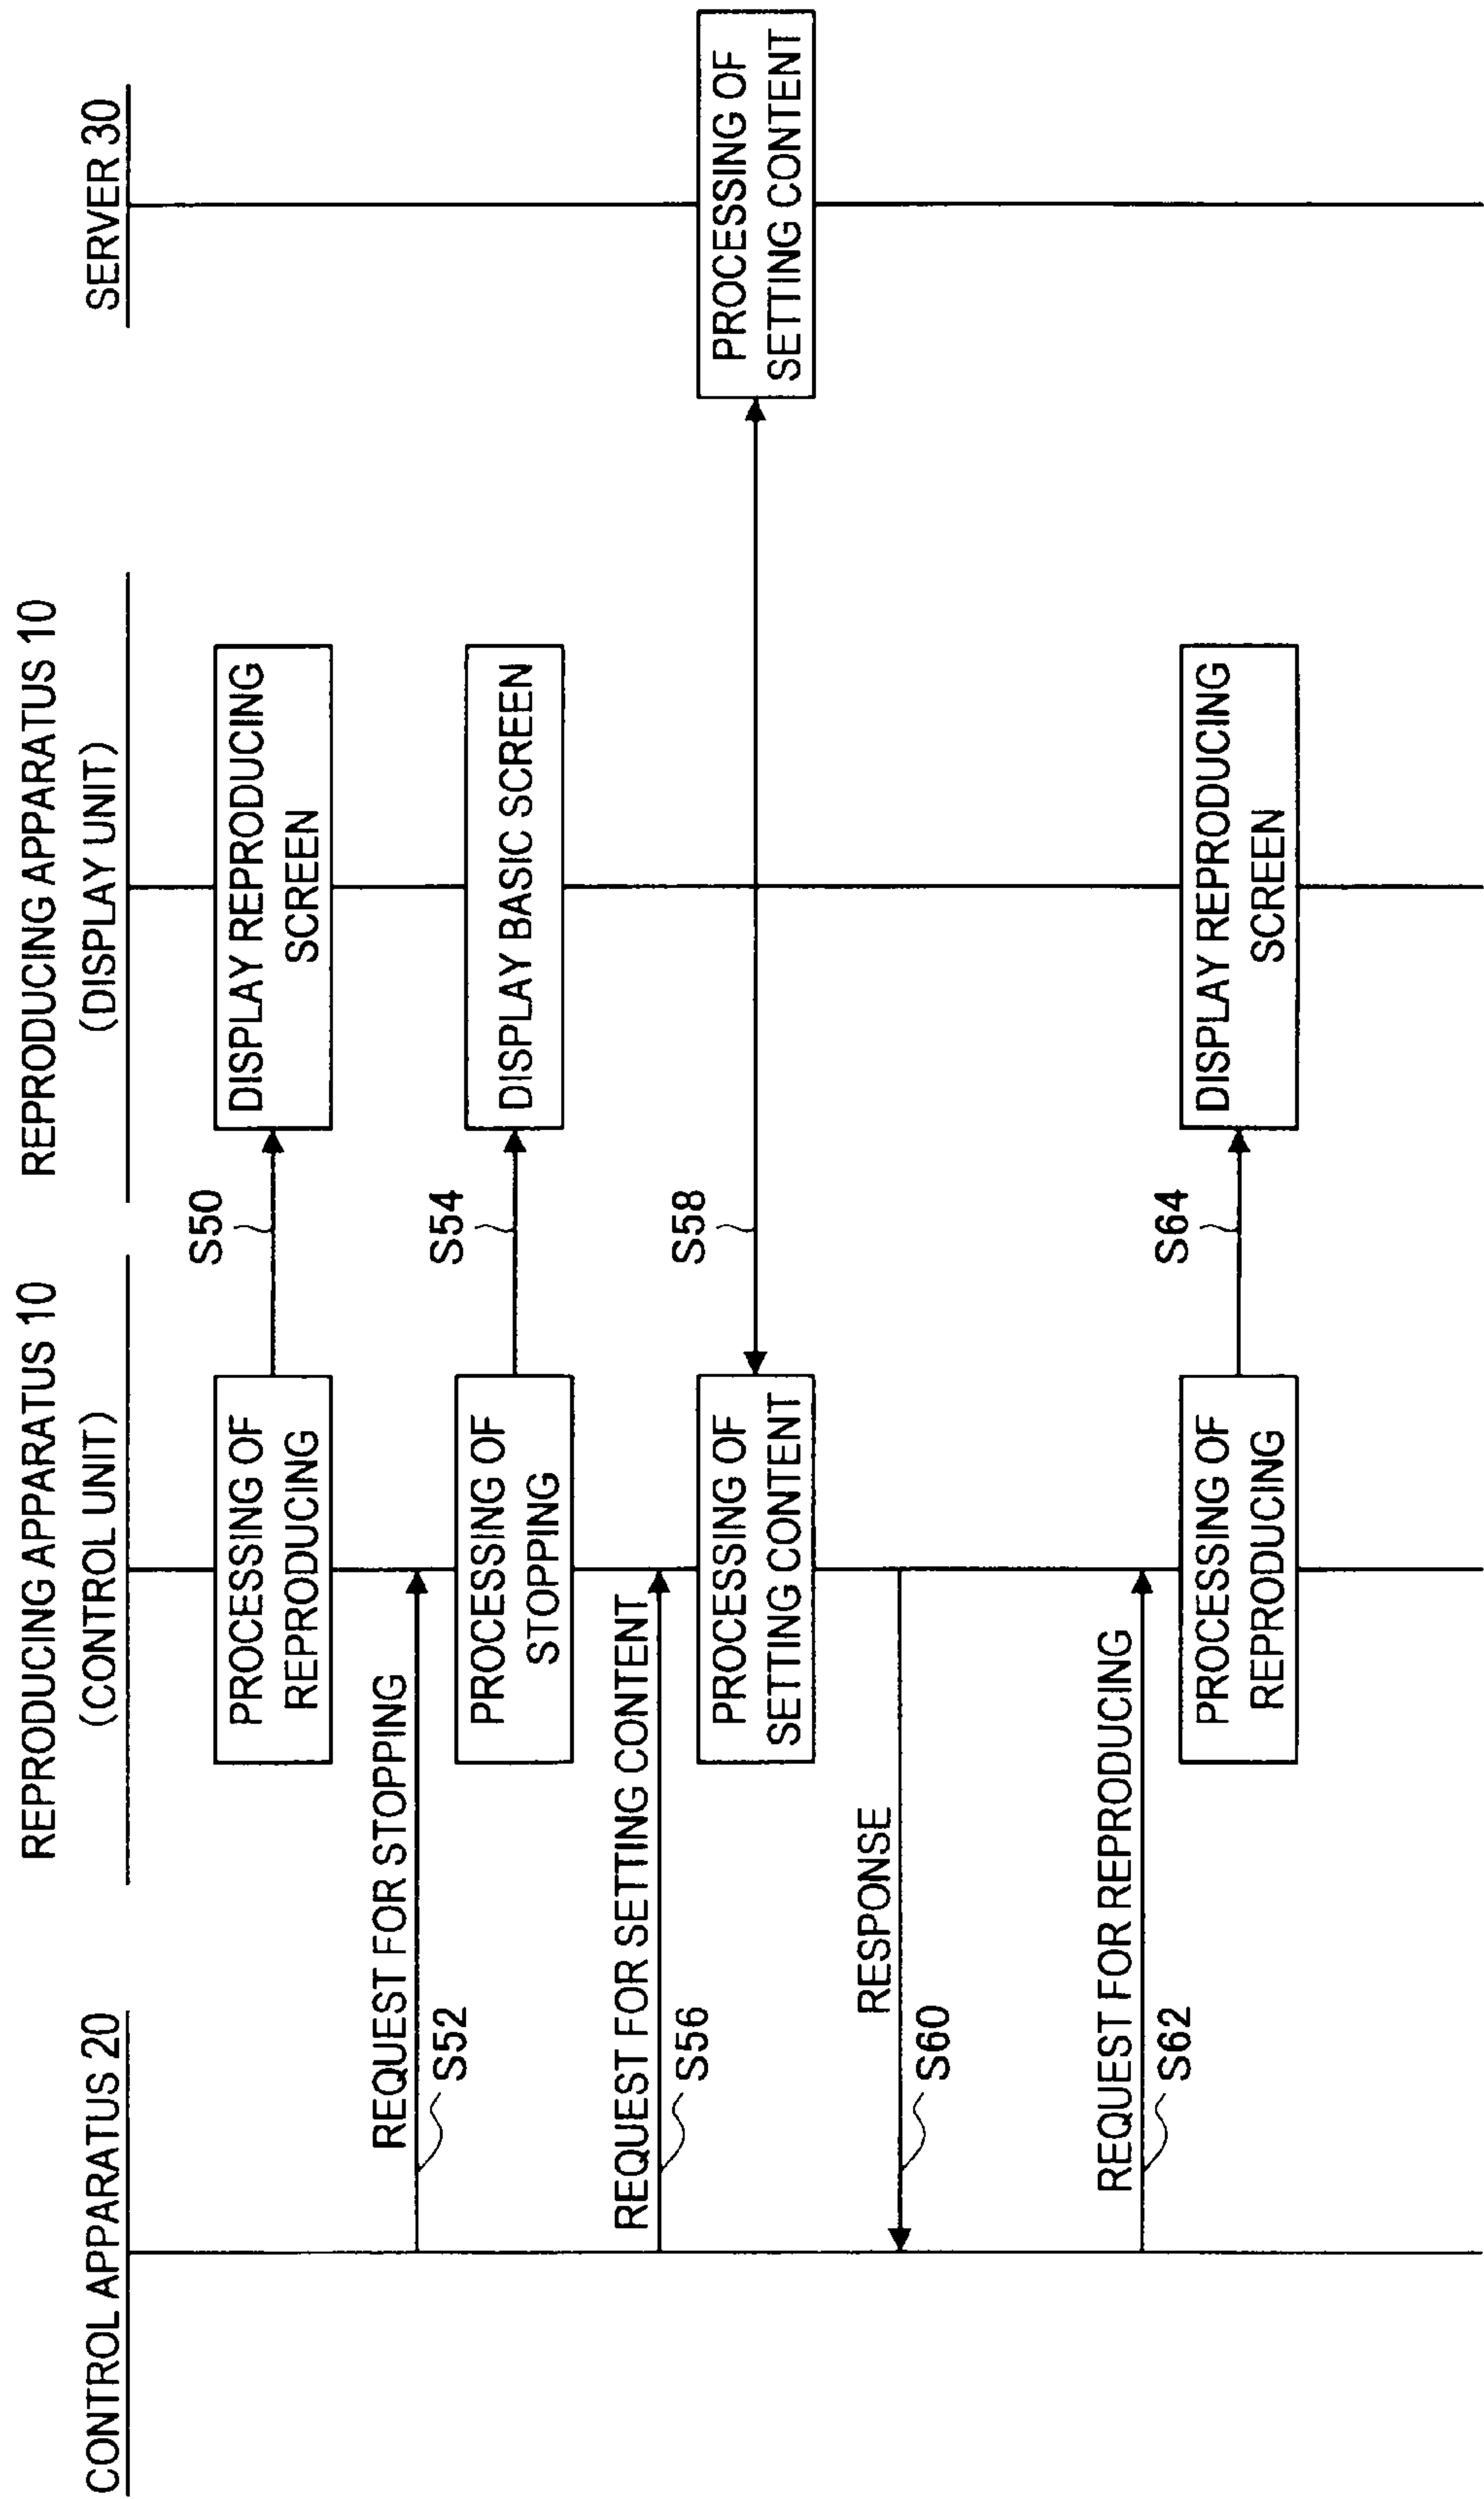 CONTROL APPARATUS 20
REPRODUCING APPARATUS 10
(CONTROL UNIT)
REPRODUCING APPARATUS 10
(DISPLAY UNIT)
SERVER 30
PROCESSING OF
REPRODUCING
S50
DISPLAY REPRODUCING
SCREEN
REQUEST FOR STOPPING
S52
PROCESSING OF
STOPPING
S54
DISPLAY BASIC SCREEN
REQUEST FOR SETTING CONTENT
S56
PROCESSING OF
SETTING CONTENT
S58
PROCESSING OF
SETTING CONTENT
RESPONSE
S60
REQUEST FOR REPRODUCING
S62
PROCESSING OF
REPRODUCING
S64
DISPLAY REPRODUCING
SCREEN